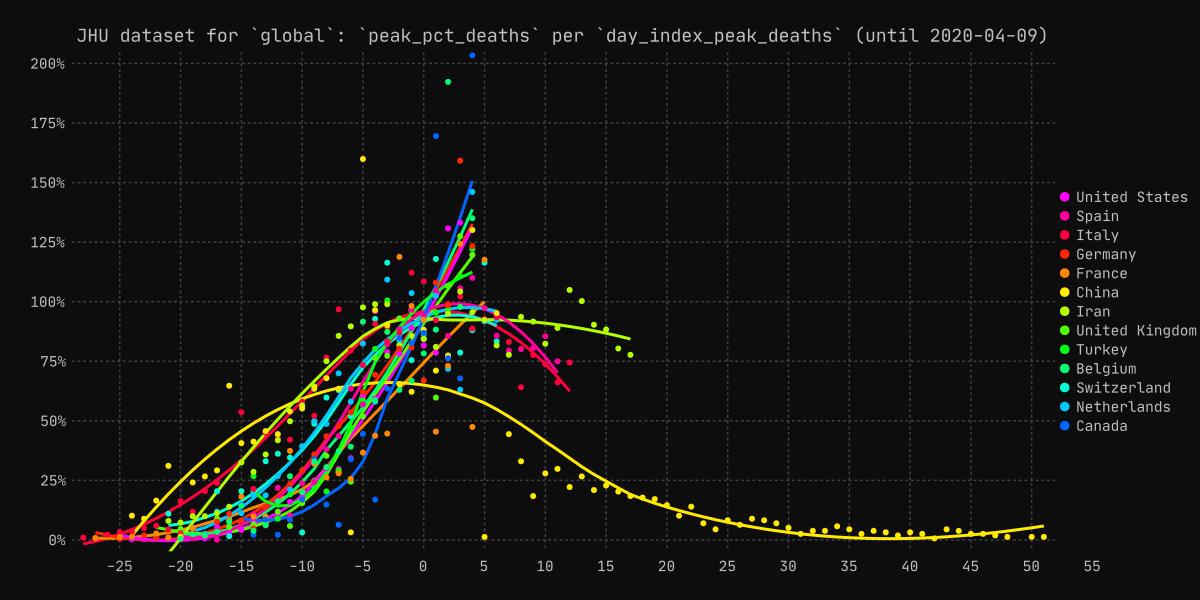 JHU dataset for `global`: `peak_pct_deaths` per `day_index_peak_deaths` (until 2020-04-09)
200%
175%
150%
125%
100%
75%
50%
25%
0%
-25 -20 -15 -10 -5 0 5 10 15 20 25 30 35 40 45 50 55
United States
Spain
Italy
Germany
France
China
Iran
United Kingdom
Turkey
Belgium
Switzerland
Netherlands
Canada